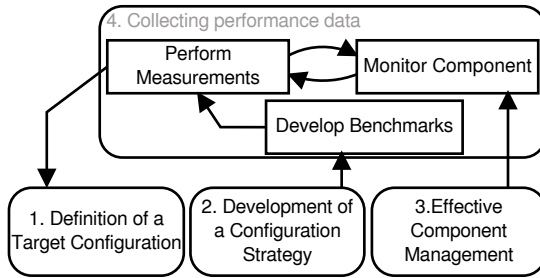 4. Collecting performance data
Perform
Measurements
Monitor Component
Develop Benchmarks
1. Definition of a
Target Configuration
2. Development of
a Configuration
Strategy
3.Effective
Component
Management